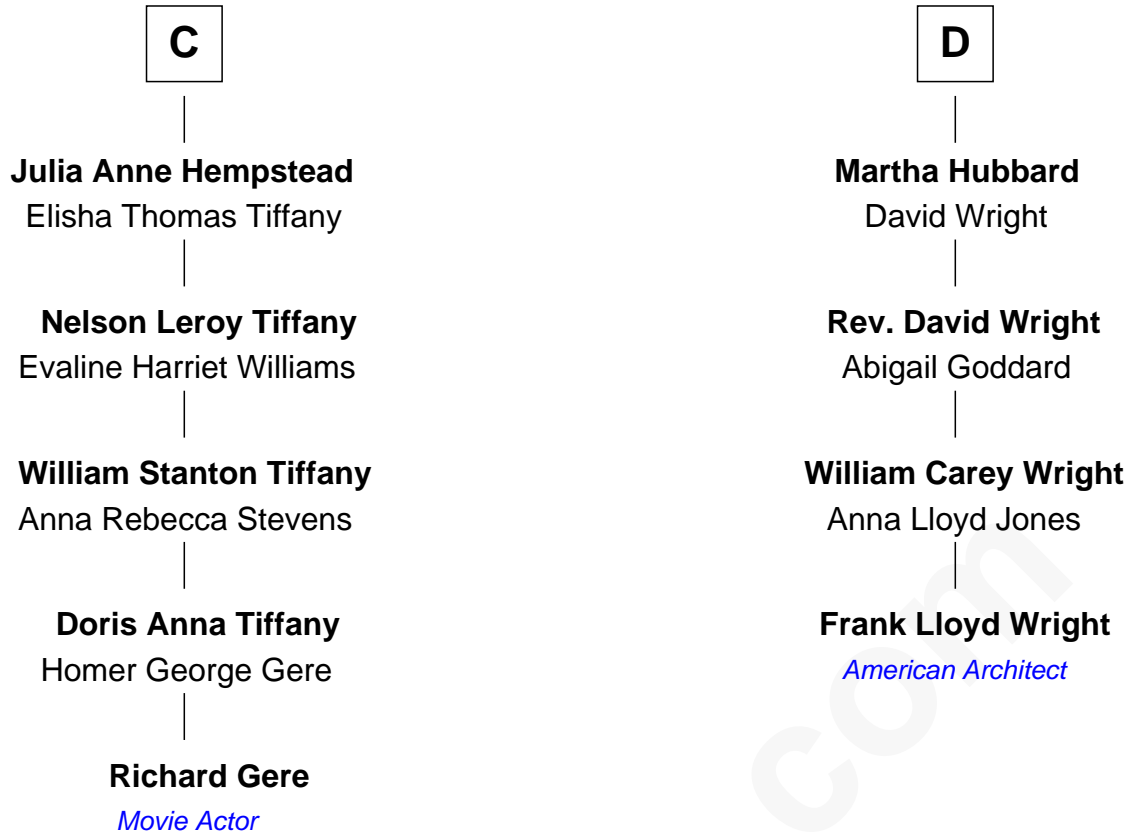 C
Julia Anne Hempstead
Elisha Thomas Tiffany
Nelson Leroy Tiffany
Evaline Harriet Williams
William Stanton Tiffany
Anna Rebecca Stevens
Doris Anna Tiffany
Homer George Gere
Richard Gere
Movie Actor
D
Martha Hubbard
David Wright
Rev. David Wright
Abigail Goddard
William Carey Wright
Anna Lloyd Jones
Frank Lloyd Wright
American Architect
com